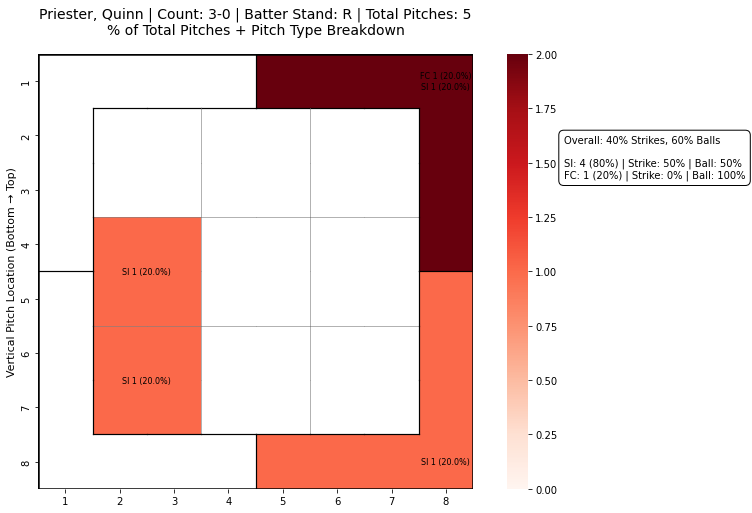 Priester, Quinn | Count: 3-0 | Batter Stand: R | Total Pitches: 5
% of Total Pitches + Pitch Type Breakdown
Vertical Pitch Location (Bottom → Top)
1
2
3
4
5
6
7
8
FC 1 (20.0%)
SI 1 (20.0%)
SI 1 (20.0%)
SI 1 (20.0%)
SI 1 (20.0%)
1
2
3
4
5
6
7
8
2.00
1.75
1.50
1.25
1.00
0.75
0.50
0.25
0.00
Overall: 40% Strikes, 60% Balls
SI: 4 (80%) | Strike: 50% | Ball: 50%
FC: 1 (20%) | Strike: 0% | Ball: 100%